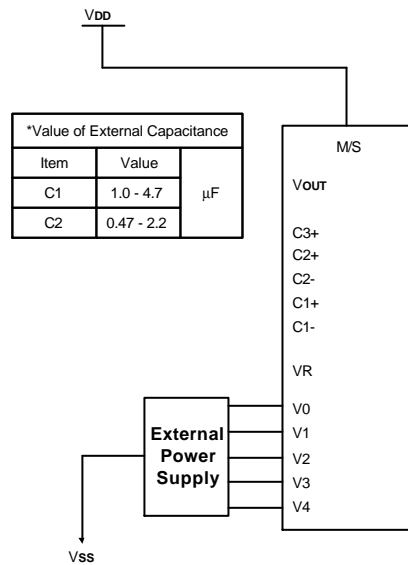 VDD
*Value of External Capacitance
Item Value
C1 1.0 - 4.7 μF
C2 0.47 - 2.2
M/S
VOUT
C3+
C2+
C2-
C1+
C1-
VR
V0
V1
V2
V3
V4
External
Power
Supply
VSS